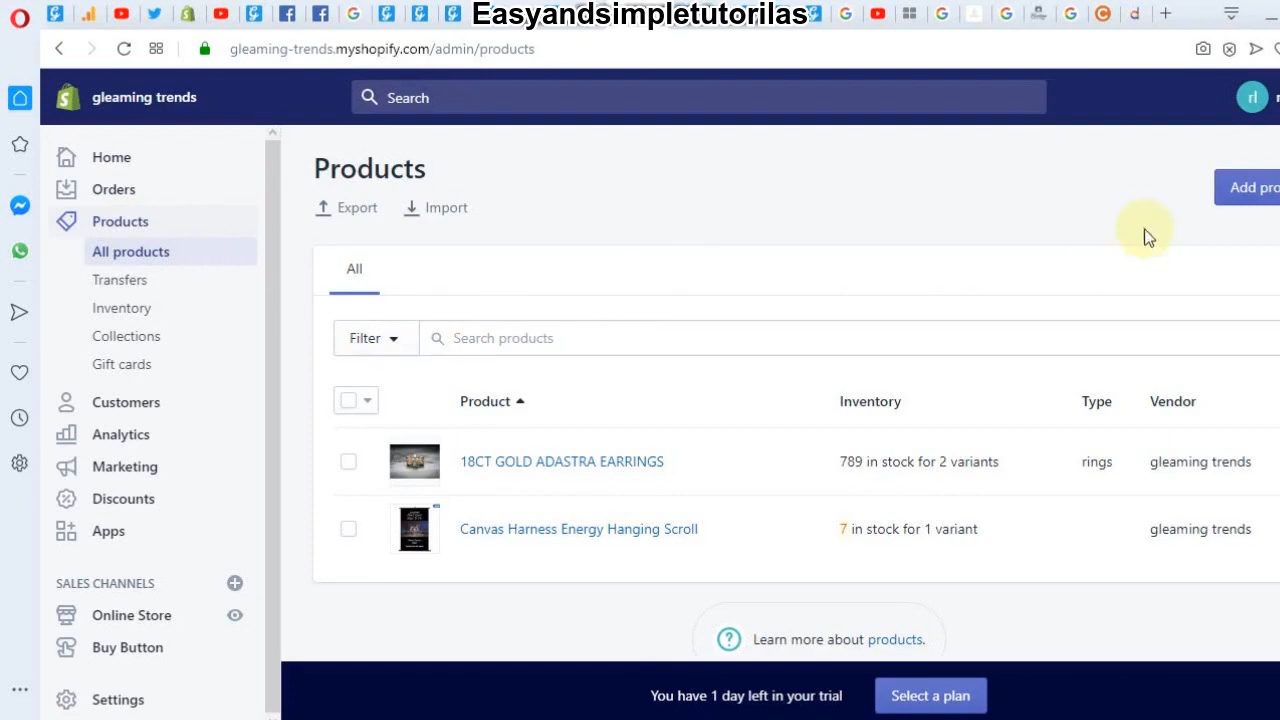 Easyandsimpletutorilas
gleaming-trends.myshopify.com/admin/products
gleaming trends
Search
rl
Home
Orders
Products
All products
Transfers
Inventory
Collections
Gift cards
Customers
Analytics
Marketing
Discounts
Apps
SALES CHANNELS
Online Store
Buy Button
Settings
Products
Export Import
Add pro
All
Filter Search products
Product Inventory Type Vendor
18CT GOLD ADASTRA EARRINGS 789 in stock for 2 variants rings gleaming trends
Canvas Harness Energy Hanging Scroll 7 in stock for 1 variant gleaming trends
Learn more about products.
You have 1 day left in your trial Select a plan